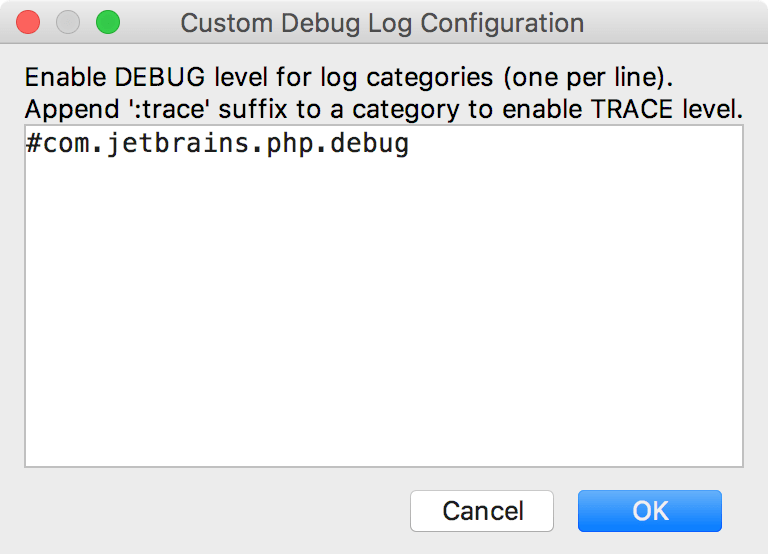 Custom Debug Log Configuration
Enable DEBUG level for log categories (one per line).
Append ':trace' suffix to a category to enable TRACE level.
#com.jetbrains.php.debug
Cancel
OK